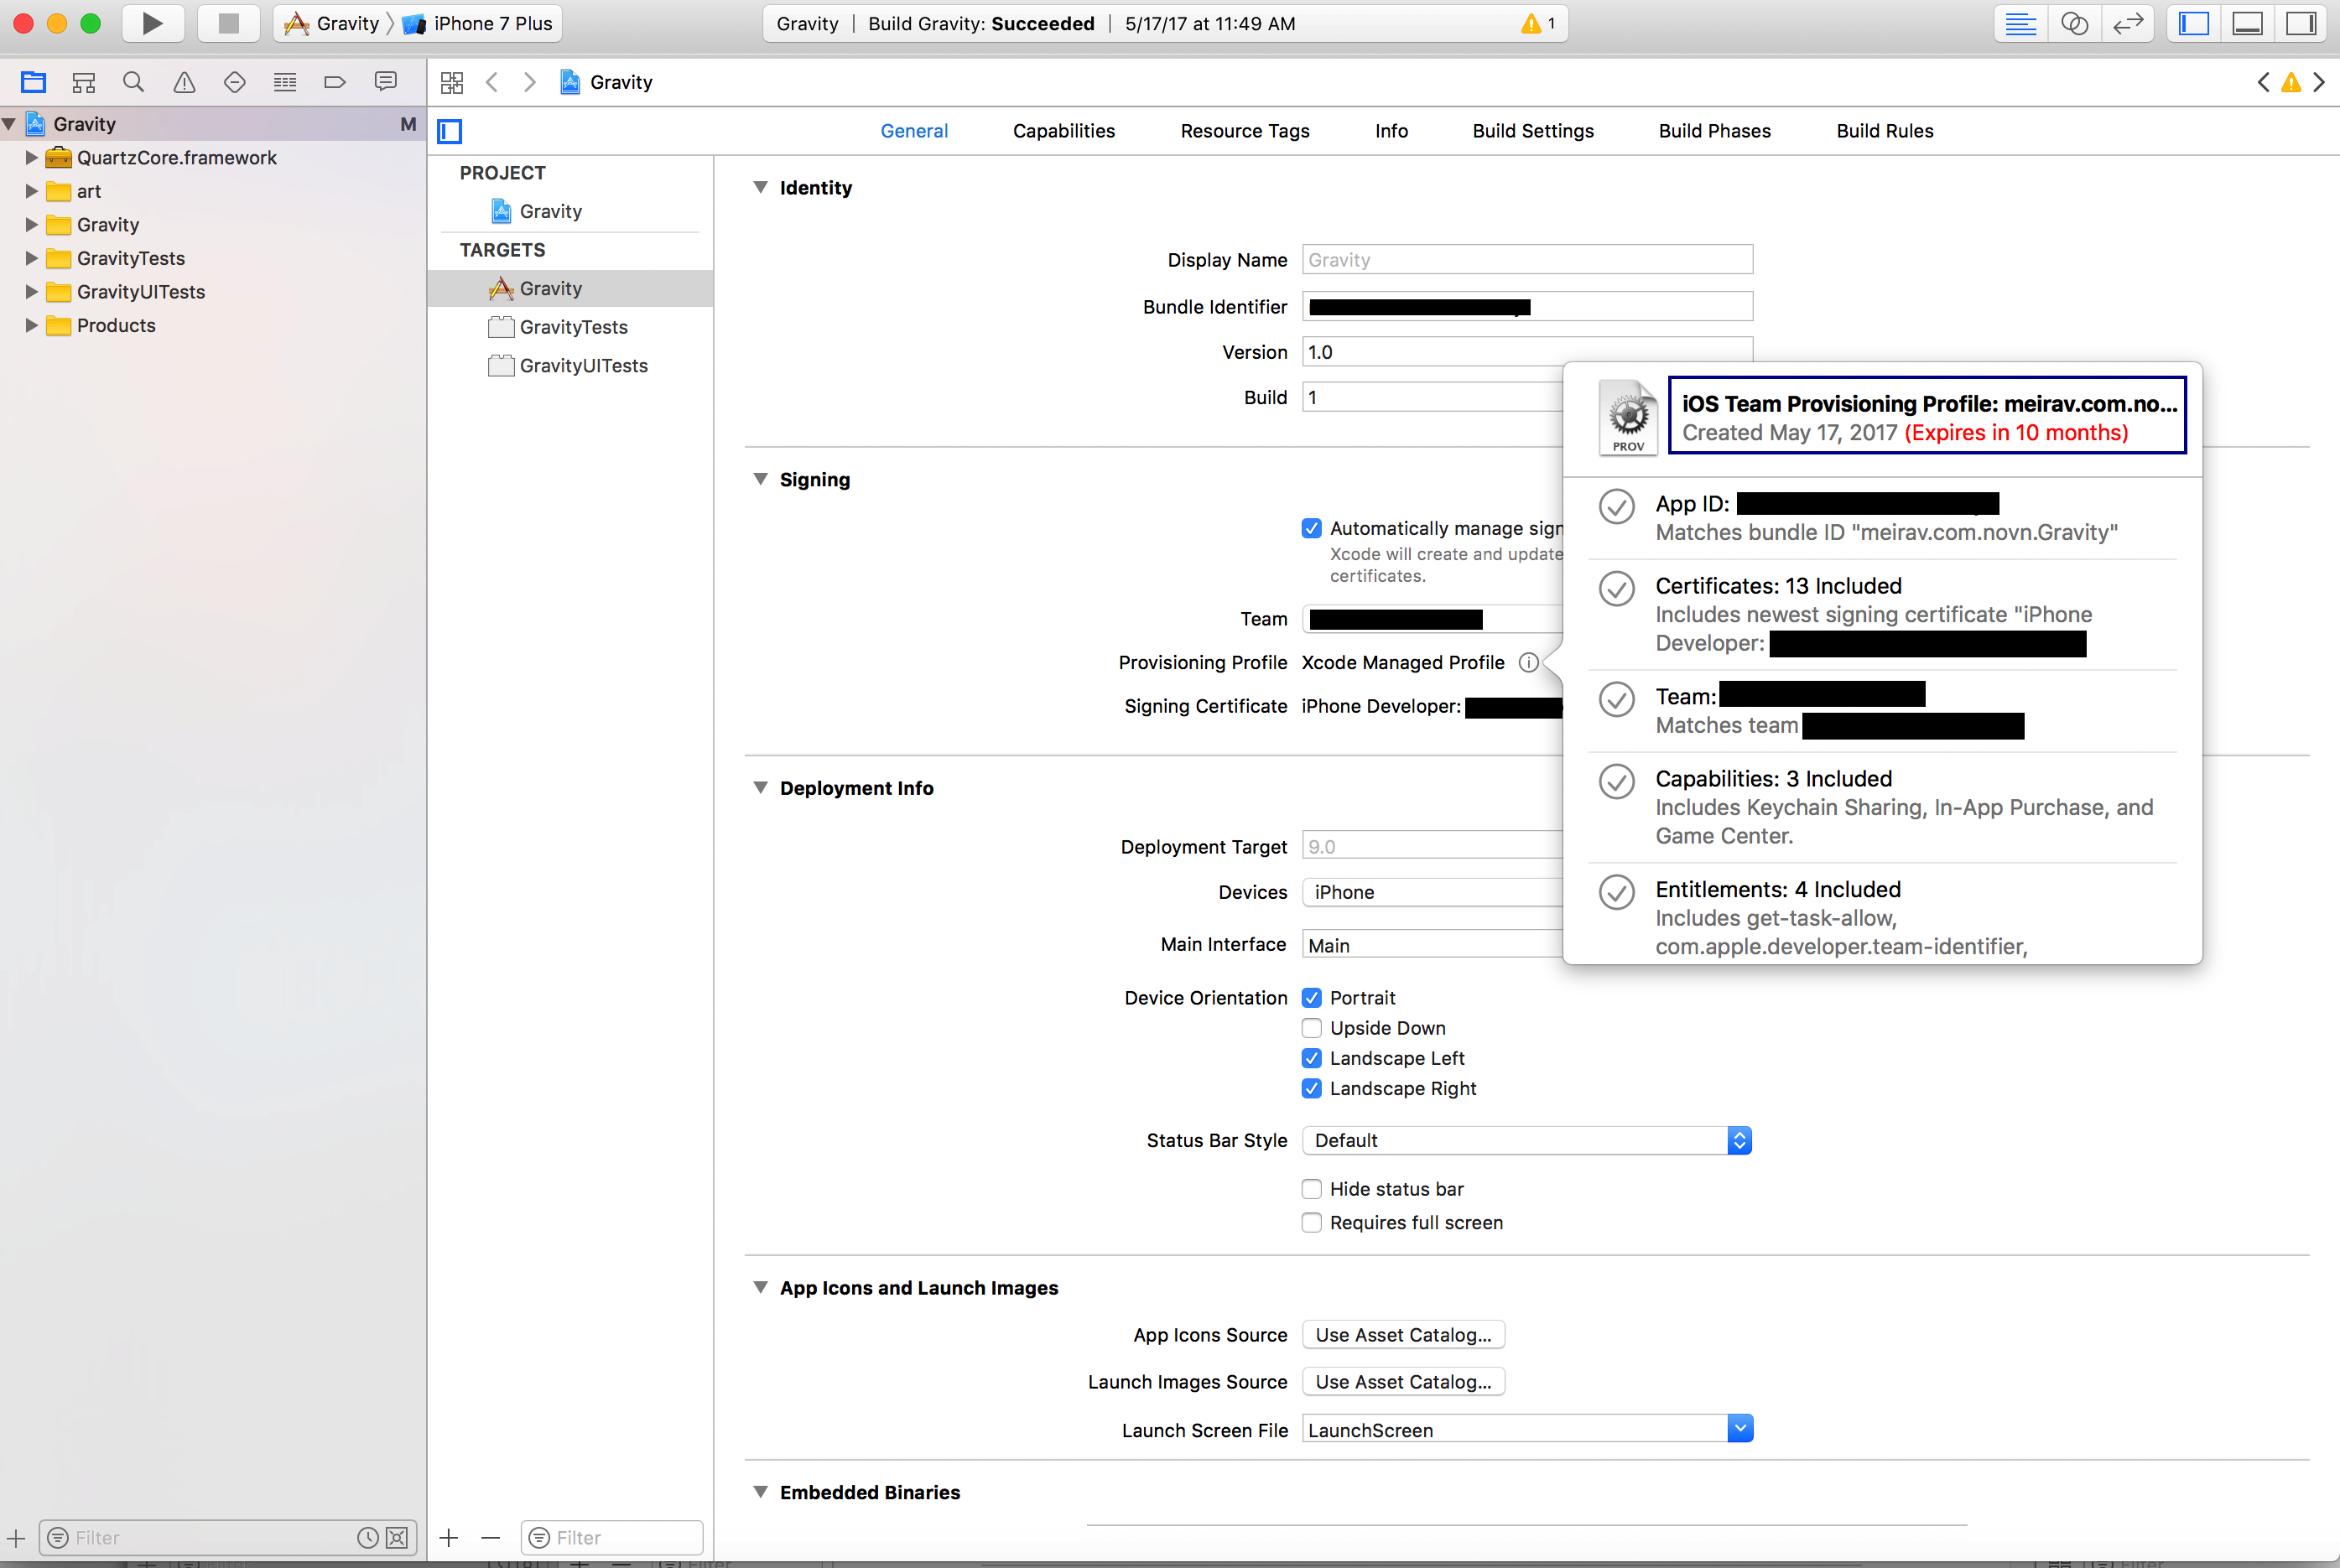 Gravity
iPhone 7 Plus
Gravity | Build Gravity: Succeeded | 5/17/17 at 11:49 AM
1
Gravity
Gravity
M
QuartzCore.framework
art
Gravity
GravityTests
GravityUITests
Products
Filter
General
Capabilities
Resource Tags
Info
Build Settings
Build Phases
Build Rules
PROJECT
Gravity
TARGETS
Gravity
GravityTests
GravityUITests
Filter
Identity
Display Name
Gravity
Bundle Identifier
Version
1.0
Build
1
Signing
Automatically manage sign
Xcode will create and update
certificates.
Team
Provisioning Profile
Xcode Managed Profile
Signing Certificate
iPhone Developer:
Deployment Info
Deployment Target
9.0
Devices
iPhone
Main Interface
Main
Device Orientation
Portrait
Upside Down
Landscape Left
Landscape Right
Status Bar Style
Default
Hide status bar
Requires full screen
App Icons and Launch Images
App Icons Source
Use Asset Catalog...
Launch Images Source
Use Asset Catalog...
Launch Screen File
LaunchScreen
Embedded Binaries
PROV
iOS Team Provisioning Profile: meirav.com.no...
Created May 17, 2017 (Expires in 10 months)
App ID:
Matches bundle ID "meirav.com.novn.Gravity"
Certificates: 13 Included
Includes newest signing certificate "iPhone
Developer:
Team:
Matches team
Capabilities: 3 Included
Includes Keychain Sharing, In-App Purchase, and
Game Center.
Entitlements: 4 Included
Includes get-task-allow,
com.apple.developer.team-identifier,